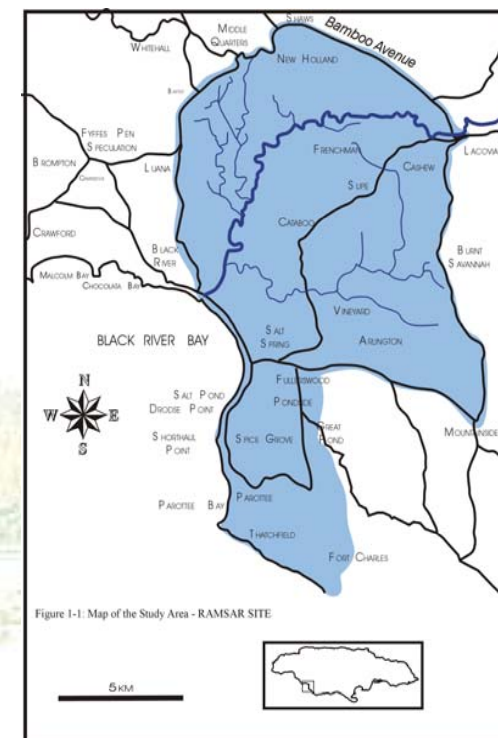 SHAWS
MIDDLE
QUARTERS
Bamboo Avenue
WHITEHALL
NEW HOLLAND
FYFFES PEN
SPECULATION
FRENCHMAN
LACOVIA
BROMPTON
LUANA
CASHEW
SLIPE
CATABOO
CRAWFORD
BLACK
RIVER
BURNT
SAVANNAH
MALCOLM BAY
CHOCOLATA BAY
VINEYARD
BLACK RIVER BAY
SALT
SPRING
ARLINGTON
N
W E
S
FULLERSWOOD
SALT POND
PONDSIDE
DRODSE POINT
GREAT
POND
MOUNTAINSIDE
SHORTHAUL
POINT
SPICE GROVE
PAROTTEE BAY
PAROTTEE
THATCHFIELD
FORT CHARLES
Figure 1-1: Map of the Study Area - RAMSAR SITE
5 KM